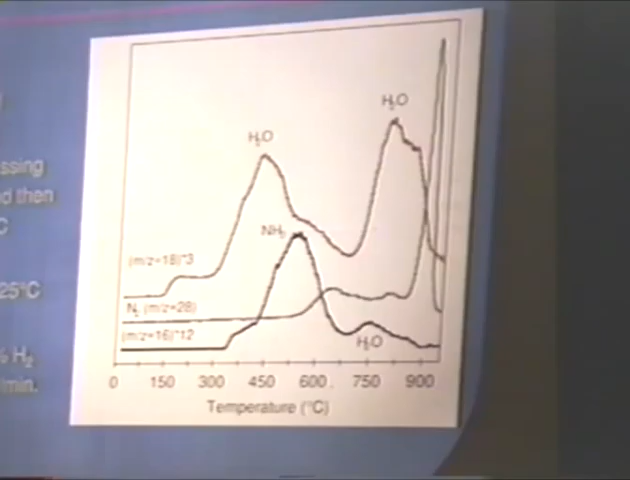 ssing
d then
C
25°C
% H₂
/min.
H₂O
H₂O
NH₃
(m/z=18)*3
N₂ (m/z=28)
(m/z=16)*12
H₂O
0 150 300 450 600 750 900
Temperature (°C)